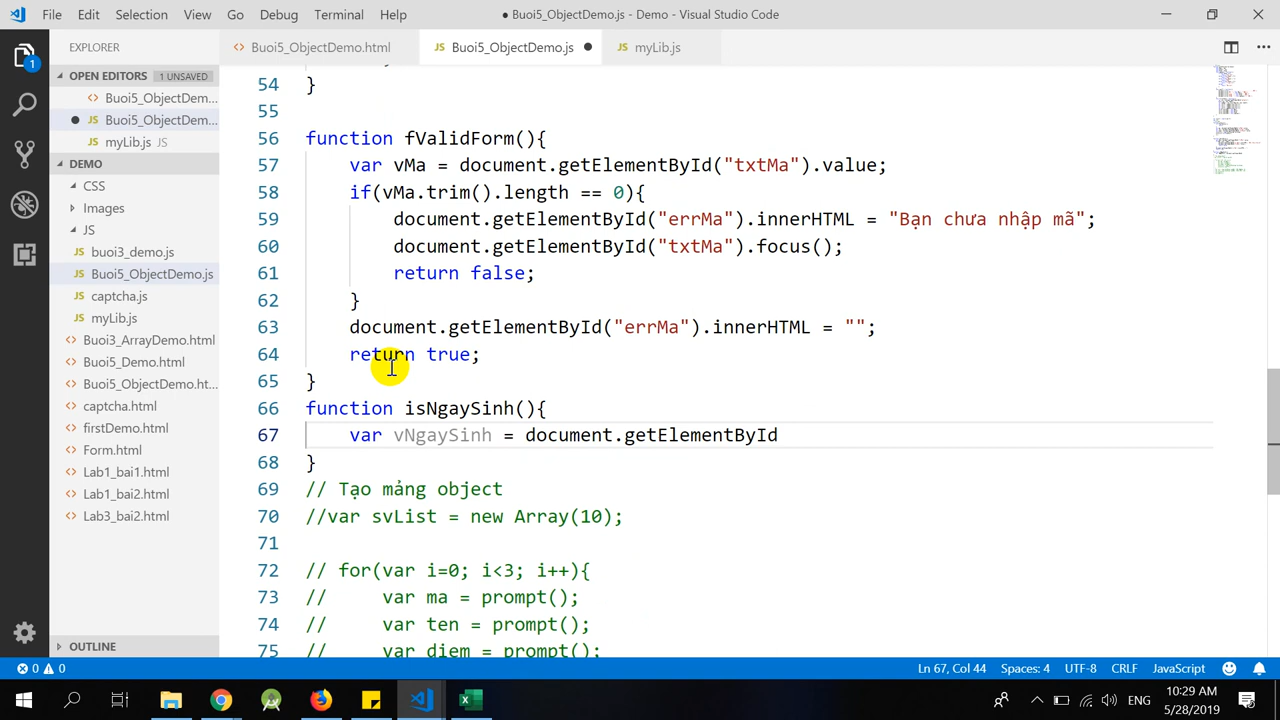 File Edit Selection View Go Debug Terminal Help ● Buoi5_ObjectDemo.js - Demo - Visual Studio Code
EXPLORER
Buoi5_ObjectDemo.html JS Buoi5_ObjectDemo.js ● JS myLib.js
OPEN EDITORS 1 UNSAVED
Buoi5_ObjectDem...
Buoi5_ObjectDem...
myLib.js JS
DEMO
CSS
Images
JS
JS buoi3_demo.js
JS Buoi5_ObjectDemo.js
JS captcha.js
JS myLib.js
Buoi3_ArrayDemo.html
Buoi5_Demo.html
Buoi5_ObjectDemo.ht...
captcha.html
firstDemo.html
Form.html
Lab1_bai1.html
Lab1_bai2.html
Lab3_bai2.html
OUTLINE
54 }
55
56 function fValidForm(){
57 var vMa = document.getElementById("txtMa").value;
58 if(vMa.trim().length == 0){
59 document.getElementById("errMa").innerHTML = "Bạn chưa nhập mã";
60 document.getElementById("txtMa").focus();
61 return false;
62 }
63 document.getElementById("errMa").innerHTML = "";
64 return true;
65 }
66 function isNgaySinh(){
67 var vNgaySinh = document.getElementById
68 }
69 // Tạo mảng object
70 //var svList = new Array(10);
71
72 // for(var i=0; i<3; i++){
73 // var ma = prompt();
74 // var ten = prompt();
75 // var diem = prompt();
0 0 Ln 67, Col 44 Spaces: 4 UTF-8 CRLF JavaScript
ENG 10:29 AM
5/28/2019